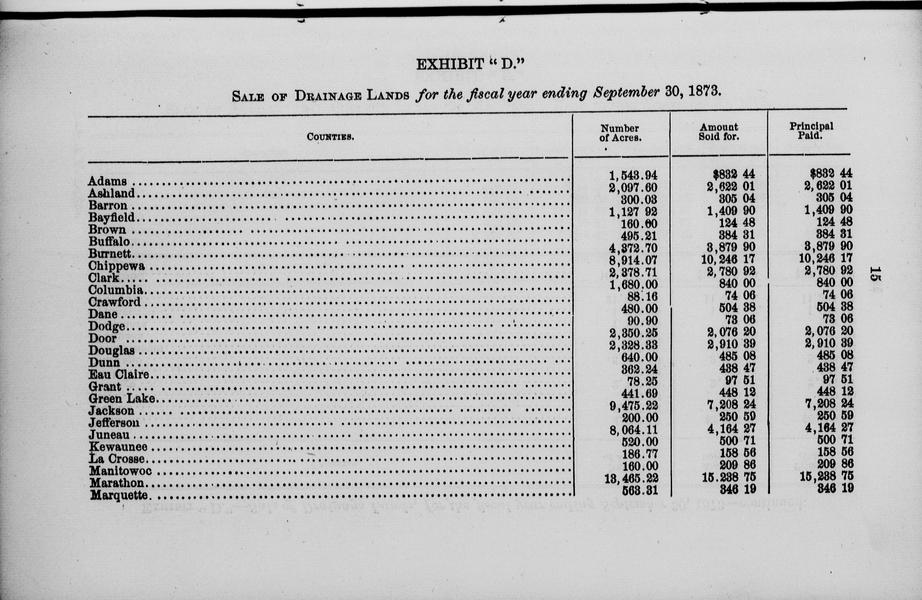 EXHIBIT “D.”
SALE OF DRAINAGE LANDS for the fiscal year ending September 30, 1873.
COUNTIES. Number of Acres. Amount Sold for. Principal Paid.
Adams 1,543.94 $832 44 $832 44
Ashland 2,097.60 2,622 01 2,622 01
Barron 300.03 305 04 305 04
Bayfield 1,127 92 1,409 90 1,409 90
Brown 160.00 124 48 124 48
Buffalo 495.21 384 31 384 31
Burnett 4,372.70 3,879 90 3,879 90
Chippewa 8,914.07 10,246 17 10,246 17
Clark 2,378.71 2,780 92 2,780 92
Columbia 1,680.00 840 00 840 00
Crawford 88.16 74 06 74 06
Dane 480.00 504 38 504 38
Dodge 90.90 73 06 73 06
Door 2,350.25 2,076 20 2,076 20
Douglas 2,328.33 2,910 39 2,910 39
Dunn 640.00 485 08 485 08
Eau Claire 362.24 438 47 438 47
Grant 78.25 97 51 97 51
Green Lake 441.69 448 12 448 12
Jackson 9,475.22 7,208 24 7,208 24
Jefferson 200.00 250 59 250 59
Juneau 8,064.11 4,164 27 4,164 27
Kewaunee 520.00 500 71 500 71
La Crosse 186.77 158 56 158 56
Manitowoc 160.00 209 86 209 86
Marathon 13,465.22 15.238 75 15,238 75
Marquette 563.31 346 19 346 19
15